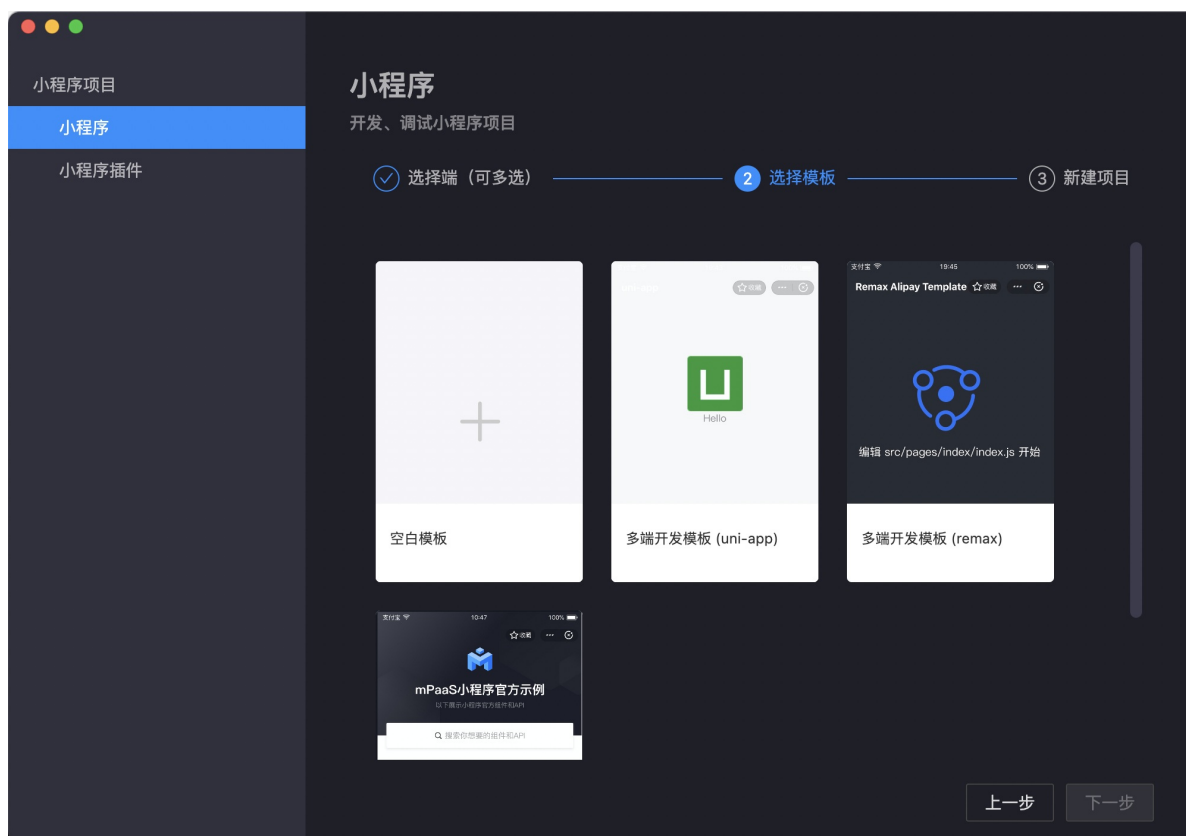 小程序项目
小程序
小程序插件
小程序
开发、调试小程序项目
选择端（可多选）
2 选择模板
3 新建项目
收藏
Hello
空白模板
多端开发模板 (uni-app)
支付宝 19:45 100%
Remax Alipay Template 收藏
编辑 src/pages/index/index.js 开始
多端开发模板 (remax)
支付宝 10:47 100%
收藏
mPaaS小程序官方示例
以下展示小程序官方组件和API
搜索你想要的组件和API
上一步
下一步